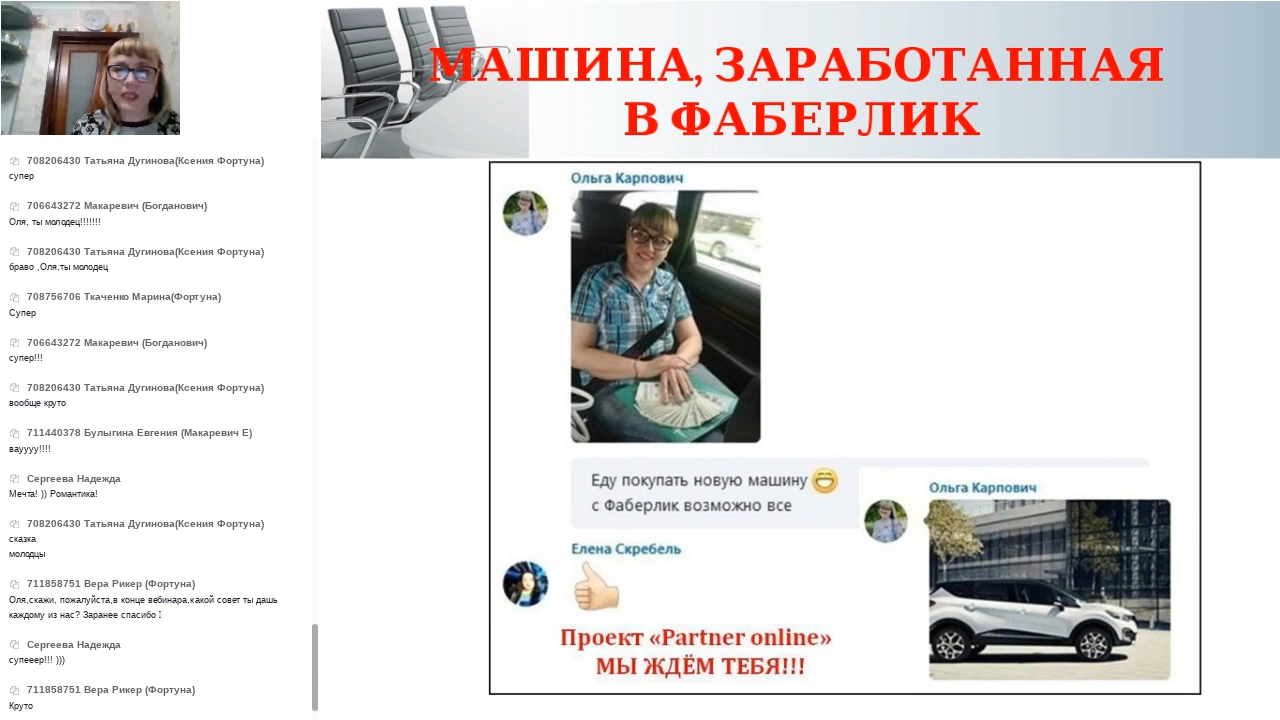 МАШИНА, ЗАРАБОТАННАЯ
В ФАБЕРЛИК
708206430 Татьяна Дугинова(Ксения Фортуна)
супер
706643272 Макаревич (Богданович)
Оля, ты молодец!!!!!!!
708206430 Татьяна Дугинова(Ксения Фортуна)
браво ,Оля,ты молодец
708756706 Ткаченко Марина(Фортуна)
Супер
706643272 Макаревич (Богданович)
супер!!!
708206430 Татьяна Дугинова(Ксения Фортуна)
вообще круто
711440378 Булыгина Евгения (Макаревич Е)
вауууу!!!!
Сергеева Надежда
Мечта! )) Романтика!
708206430 Татьяна Дугинова(Ксения Фортуна)
сказка
молодцы
711858751 Вера Рикер (Фортуна)
Оля,скажи, пожалуйста,в конце вебинара,какой совет ты дашь
каждому из нас? Заранее спасибо
Сергеева Надежда
супееер!!! )))
711858751 Вера Рикер (Фортуна)
Круто
Ольга Карпович
Еду покупать новую машину
с Фаберлик возможно все
Ольга Карпович
Елена Скребель
Проект «Partner online»
МЫ ЖДЁМ ТЕБЯ!!!